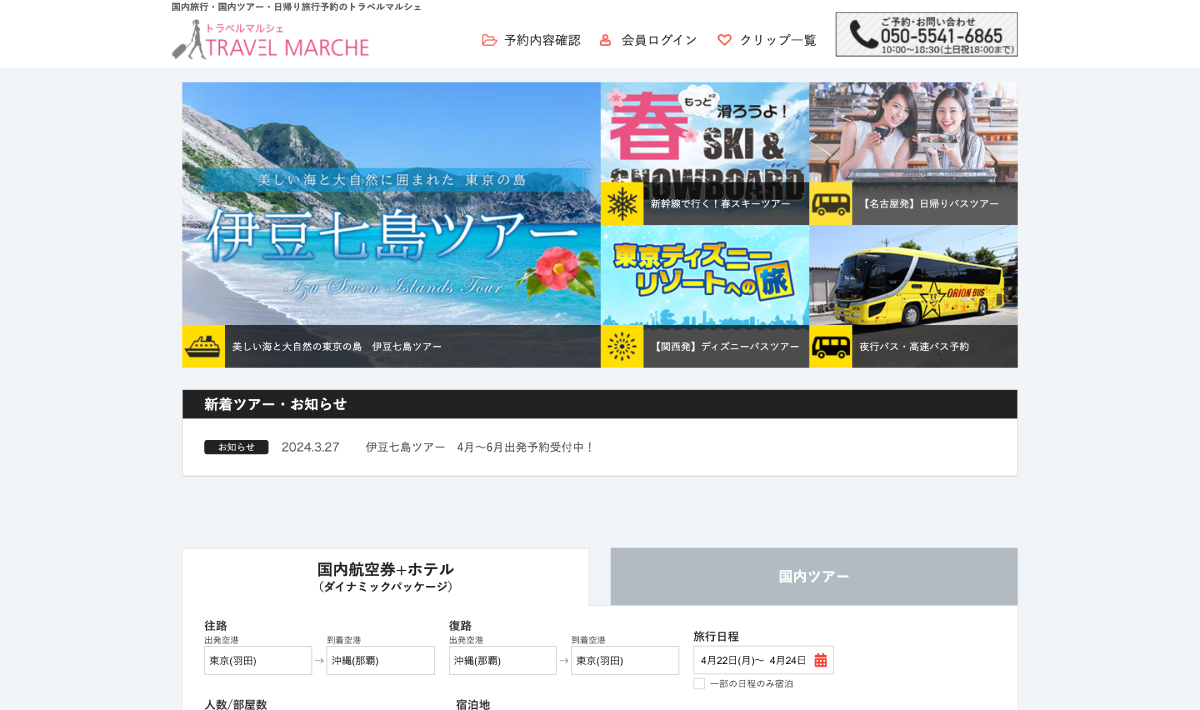 国内旅行・国内ツアー・日帰り旅行予約のトラベルマルシェ
トラベルマルシェ
TRAVEL MARCHE
予約内容確認
会員ログイン
クリップ一覧
ご予約・お問い合わせ
050-5541-6865
10:00〜18:30(土日祝18:00まで)
美しい海と大自然に囲まれた 東京の島
伊豆七島ツアー
Izu Seven Islands Tour
美しい海と大自然の東京の島 伊豆七島ツアー
春
もっと
滑ろうよ!
SKI &
SNOWBOARD
新幹線で行く!春スキーツアー
【名古屋発】日帰りバスツアー
東京ディズニー
リゾートへの旅
【関西発】ディズニーバスツアー
ORION BUS
夜行バス・高速バス予約
新着ツアー・お知らせ
お知らせ 2024.3.27 伊豆七島ツアー 4月〜6月出発予約受付中!
国内航空券+ホテル
(ダイナミックパッケージ)
国内ツアー
往路
出発空港 到着空港
東京(羽田) → 沖縄(那覇)
復路
出発空港 到着空港
沖縄(那覇) → 東京(羽田)
旅行日程
4月22日(月)〜 4月24日
一部の日程のみ宿泊
人数/部屋数
宿泊地